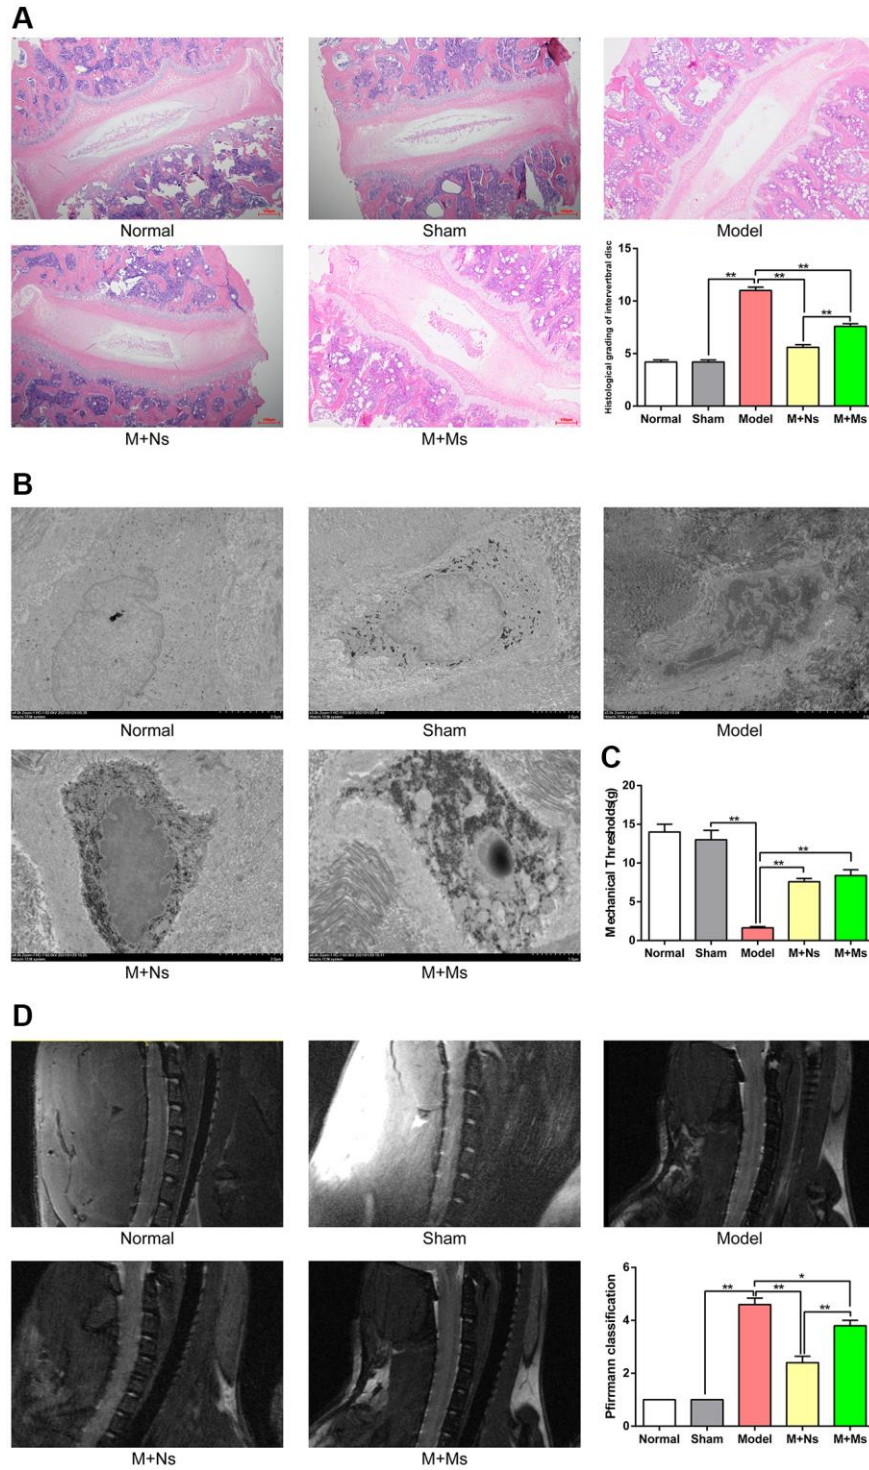 A
Normal
Sham
Model
M+Ns
M+Ms
Histological grading of intervertbral disc
15
10
5
0
**
**
**
**
Normal
Sham
Model
M+Ns
M+Ms
B
Normal
Sham
Model
M+Ns
M+Ms
C
Mechanical Thresholds(g)
20
15
10
5
0
**
**
**
Normal
Sham
Model
M+Ns
M+Ms
D
Normal
Sham
Model
M+Ns
M+Ms
Pfirrmann classification
6
4
2
0
*
**
**
**
Normal
Sham
Model
M+Ns
M+Ms